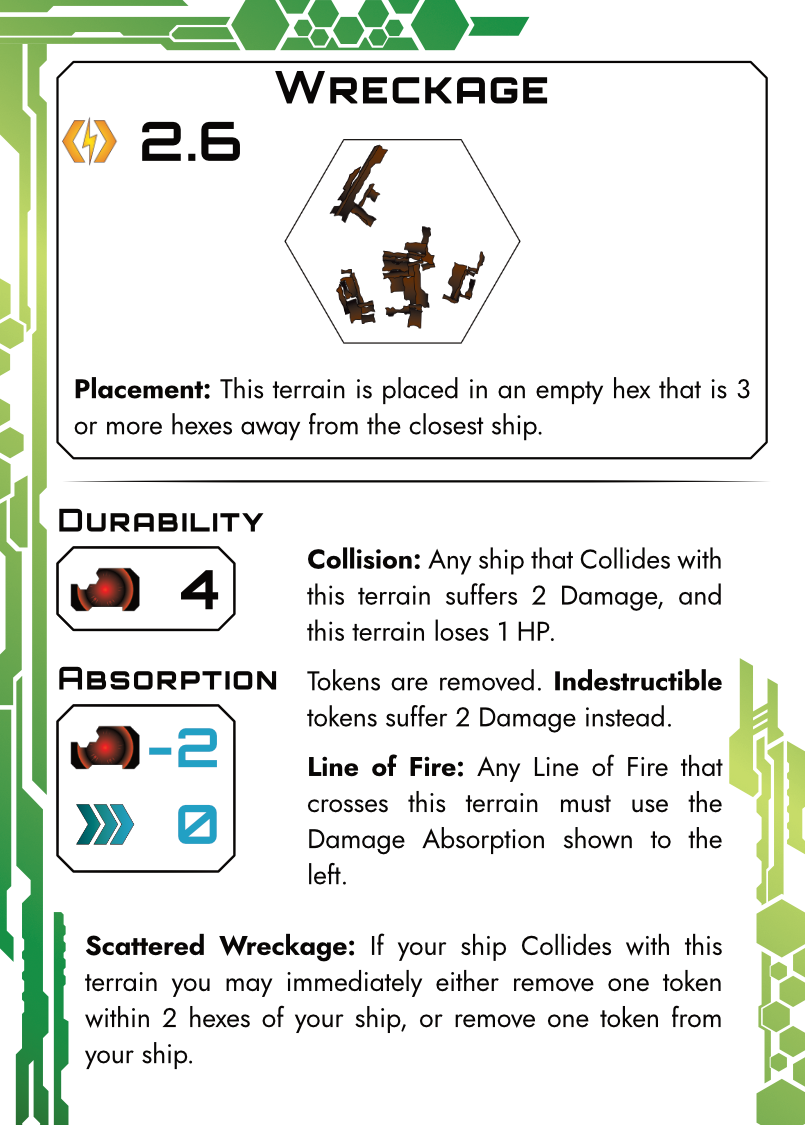 Wreckage
2.6
Placement: This terrain is placed in an empty hex that is 3
or more hexes away from the closest ship.
Durability
4
Absorption
-2
0
Collision: Any ship that Collides with
this terrain suffers 2 Damage, and
this terrain loses 1 HP.
Tokens are removed. Indestructible
tokens suffer 2 Damage instead.
Line of Fire: Any Line of Fire that
crosses this terrain must use the
Damage Absorption shown to the
left.
Scattered Wreckage: If your ship Collides with this
terrain you may immediately either remove one token
within 2 hexes of your ship, or remove one token from
your ship.